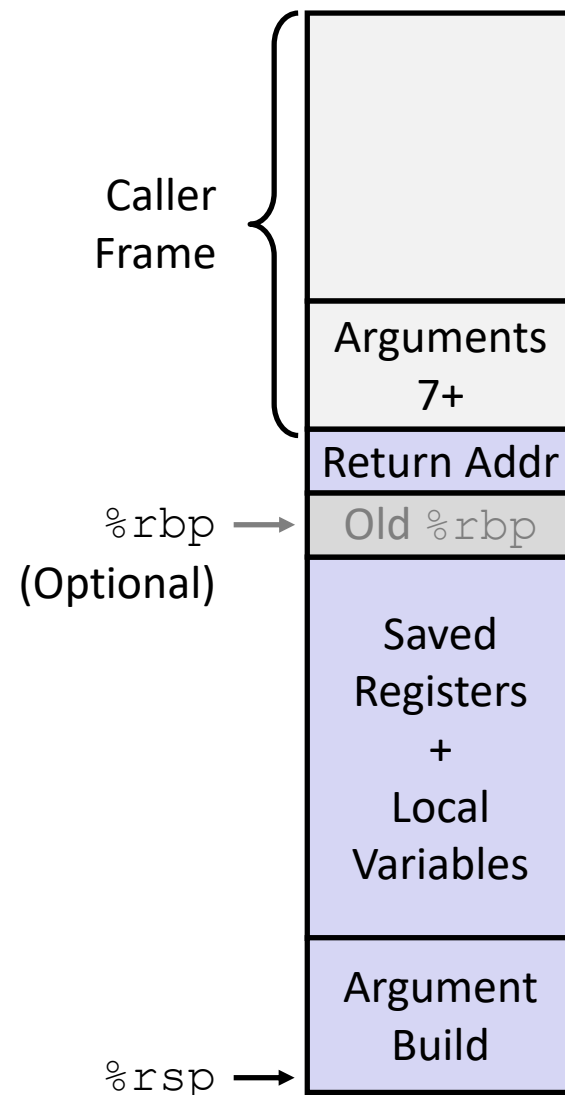 Caller
Frame
Arguments
7+
Return Addr
%rbp
(Optional)
Old %rbp
Saved
Registers
+
Local
Variables
Argument
Build
%rsp